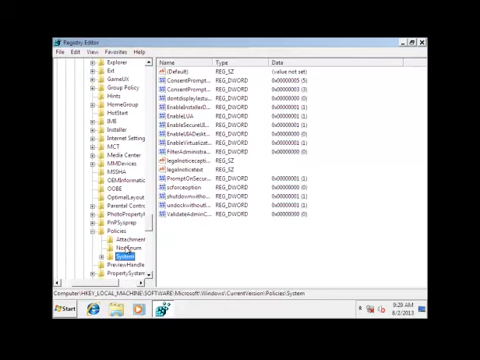 Registry Editor
File Edit View Favorites Help
Name Type Data
Explorer
Ext
GameUX
Group Policy
Hints
HomeGroup
HotStart
IME
Installer
Internet Setting
MCT
Media Center
MMDevices
MSSHA
OEMInformatic
OOBE
OptimalLayout
Parental Contro
PhotoPropertyH
PnPSysprep
Policies
Attachment
NonEnum
System
PreviewHandle
PropertySystem
(Default) REG_SZ (value not set)
ConsentPrompt... REG_DWORD 0x00000005 (5)
ConsentPrompt... REG_DWORD 0x00000003 (3)
dontdisplaylastu... REG_DWORD 0x00000000 (0)
EnableInstallerD... REG_DWORD 0x00000001 (1)
EnableLUA REG_DWORD 0x00000001 (1)
EnableSecureUI... REG_DWORD 0x00000001 (1)
EnableUIADesk... REG_DWORD 0x00000000 (0)
EnableVirtualizat... REG_DWORD 0x00000001 (1)
FilterAdministra... REG_DWORD 0x00000000 (0)
legalnoticecapti... REG_SZ
legalnoticetext REG_SZ
PromptOnSecur... REG_DWORD 0x00000001 (1)
scforceoption REG_DWORD 0x00000000 (0)
shutdownwithou... REG_DWORD 0x00000001 (1)
undockwithoutl... REG_DWORD 0x00000001 (1)
ValidateAdminC... REG_DWORD 0x00000000 (0)
Computer\HKEY_LOCAL_MACHINE\SOFTWARE\Microsoft\Windows\CurrentVersion\Policies\System
Start
9:29 AM
8/2/2013